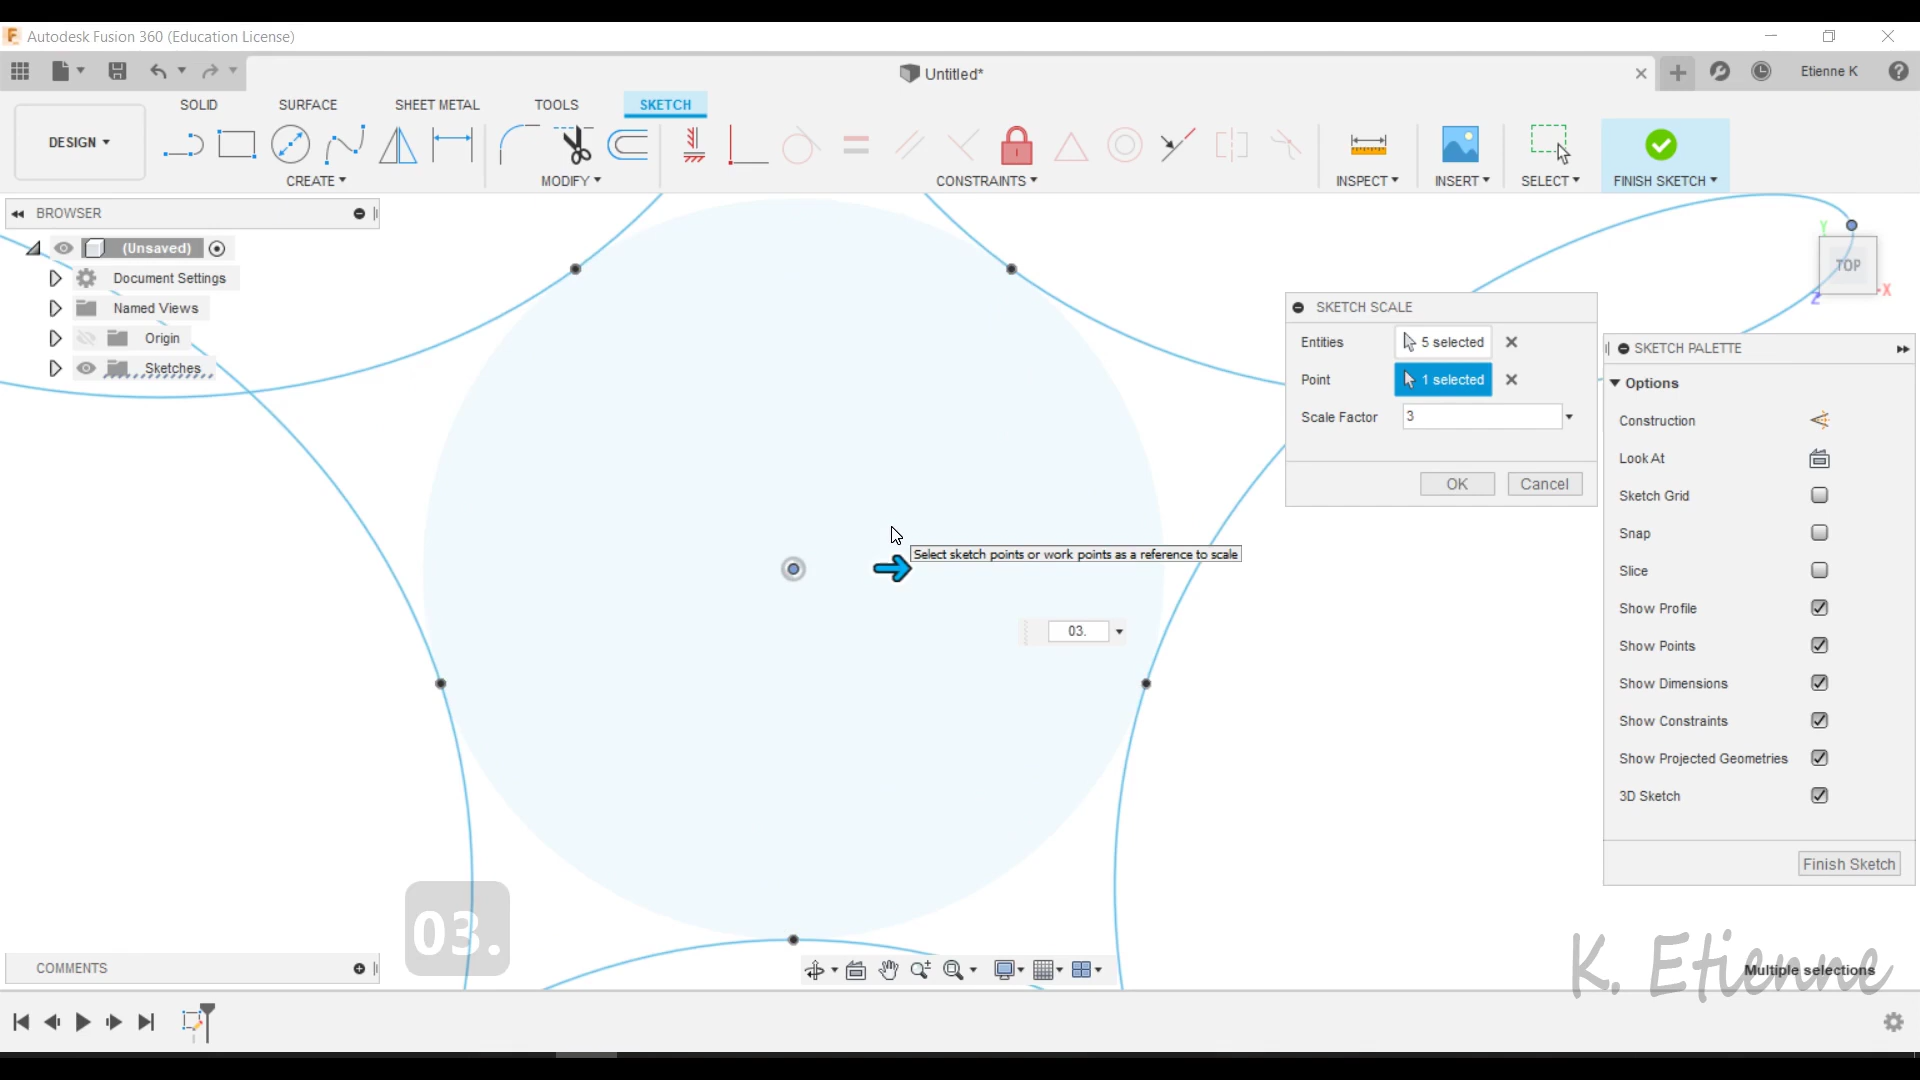 Autodesk Fusion 360 (Education License)
Untitled*
Etienne K
SOLID SURFACE SHEET METAL TOOLS SKETCH
DESIGN
CREATE MODIFY CONSTRAINTS INSPECT INSERT SELECT FINISH SKETCH
BROWSER
(Unsaved)
Document Settings
Named Views
Origin
Sketches
Y
TOP
X
Z
SKETCH SCALE
Entities 5 selected
Point 1 selected
Scale Factor 3
OK Cancel
SKETCH PALETTE
Options
Construction
Look At
Sketch Grid
Snap
Slice
Show Profile
Show Points
Show Dimensions
Show Constraints
Show Projected Geometries
3D Sketch
Finish Sketch
Select sketch points or work points as a reference to scale
03.
03.
COMMENTS
K. Etienne
Multiple selections